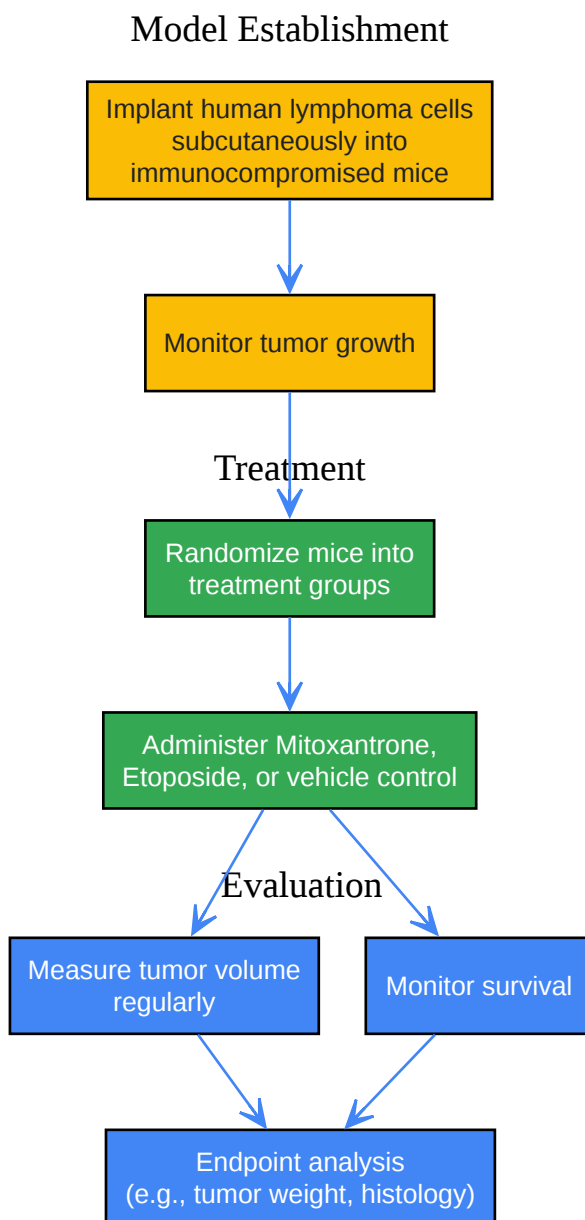 Model Establishment
Implant human lymphoma cells
subcutaneously into
immunocompromised mice
Monitor tumor growth
Treatment
Randomize mice into
treatment groups
Administer Mitoxantrone,
Etoposide, or vehicle control
Evaluation
Measure tumor volume
regularly
Monitor survival
Endpoint analysis
(e.g., tumor weight, histology)